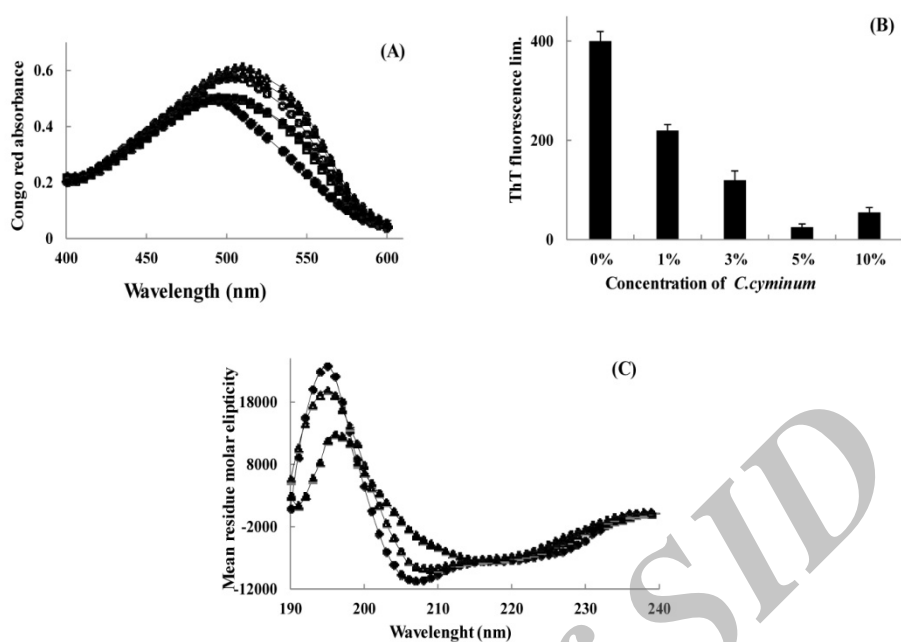 (A)
Congo red absorbance
0.6
0.4
0.2
0
400 450 500 550 600
Wavelength (nm)
(B)
ThT fluorescence lim.
400
200
0
0% 1% 3% 5% 10%
Concentration of C.cyminum
(C)
Mean residue molar elipticity
18000
8000
-2000
-12000
190 200 210 220 230 240
Wavelenght (nm)
SID